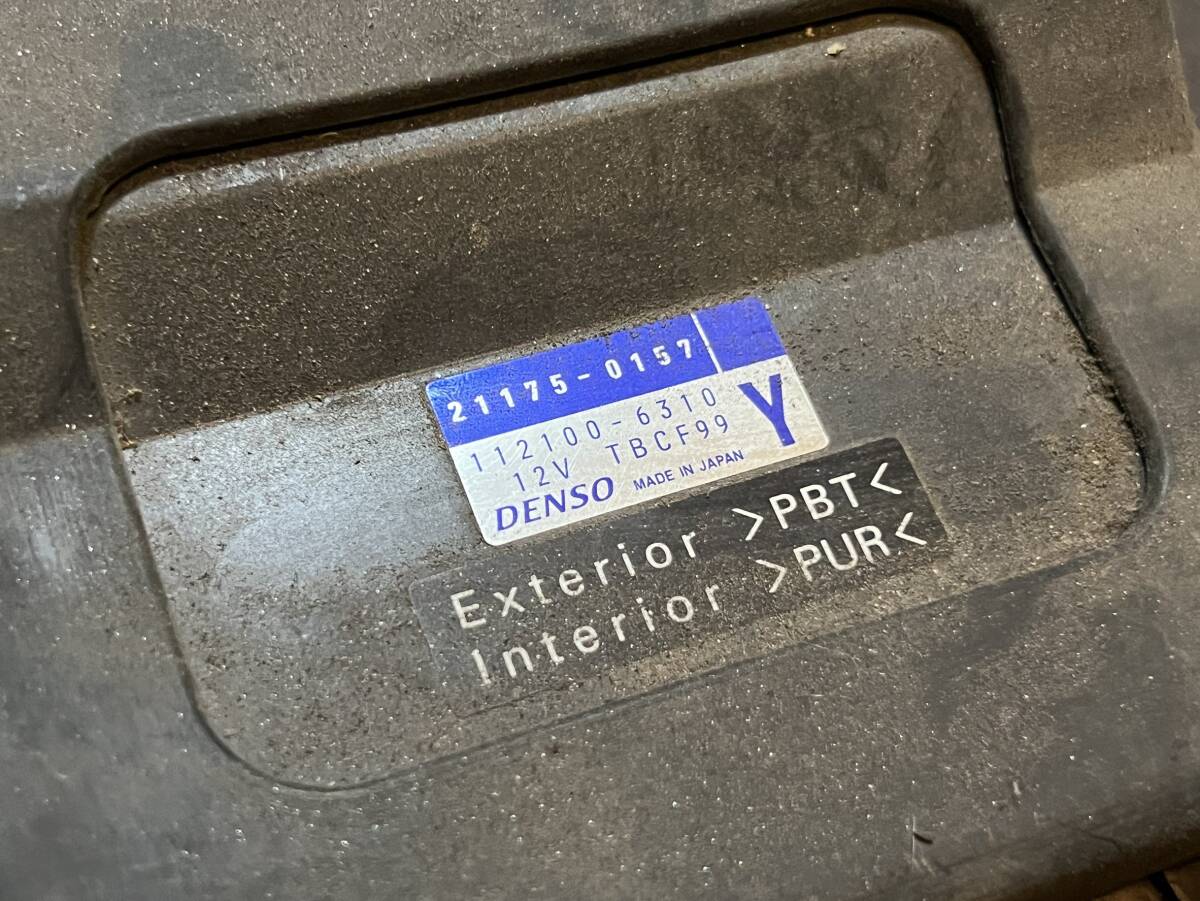 21175-0157
112100-6310
12V TBCF99
Y
DENSO MADE IN JAPAN
Exterior >PBT<
Interior >PUR<